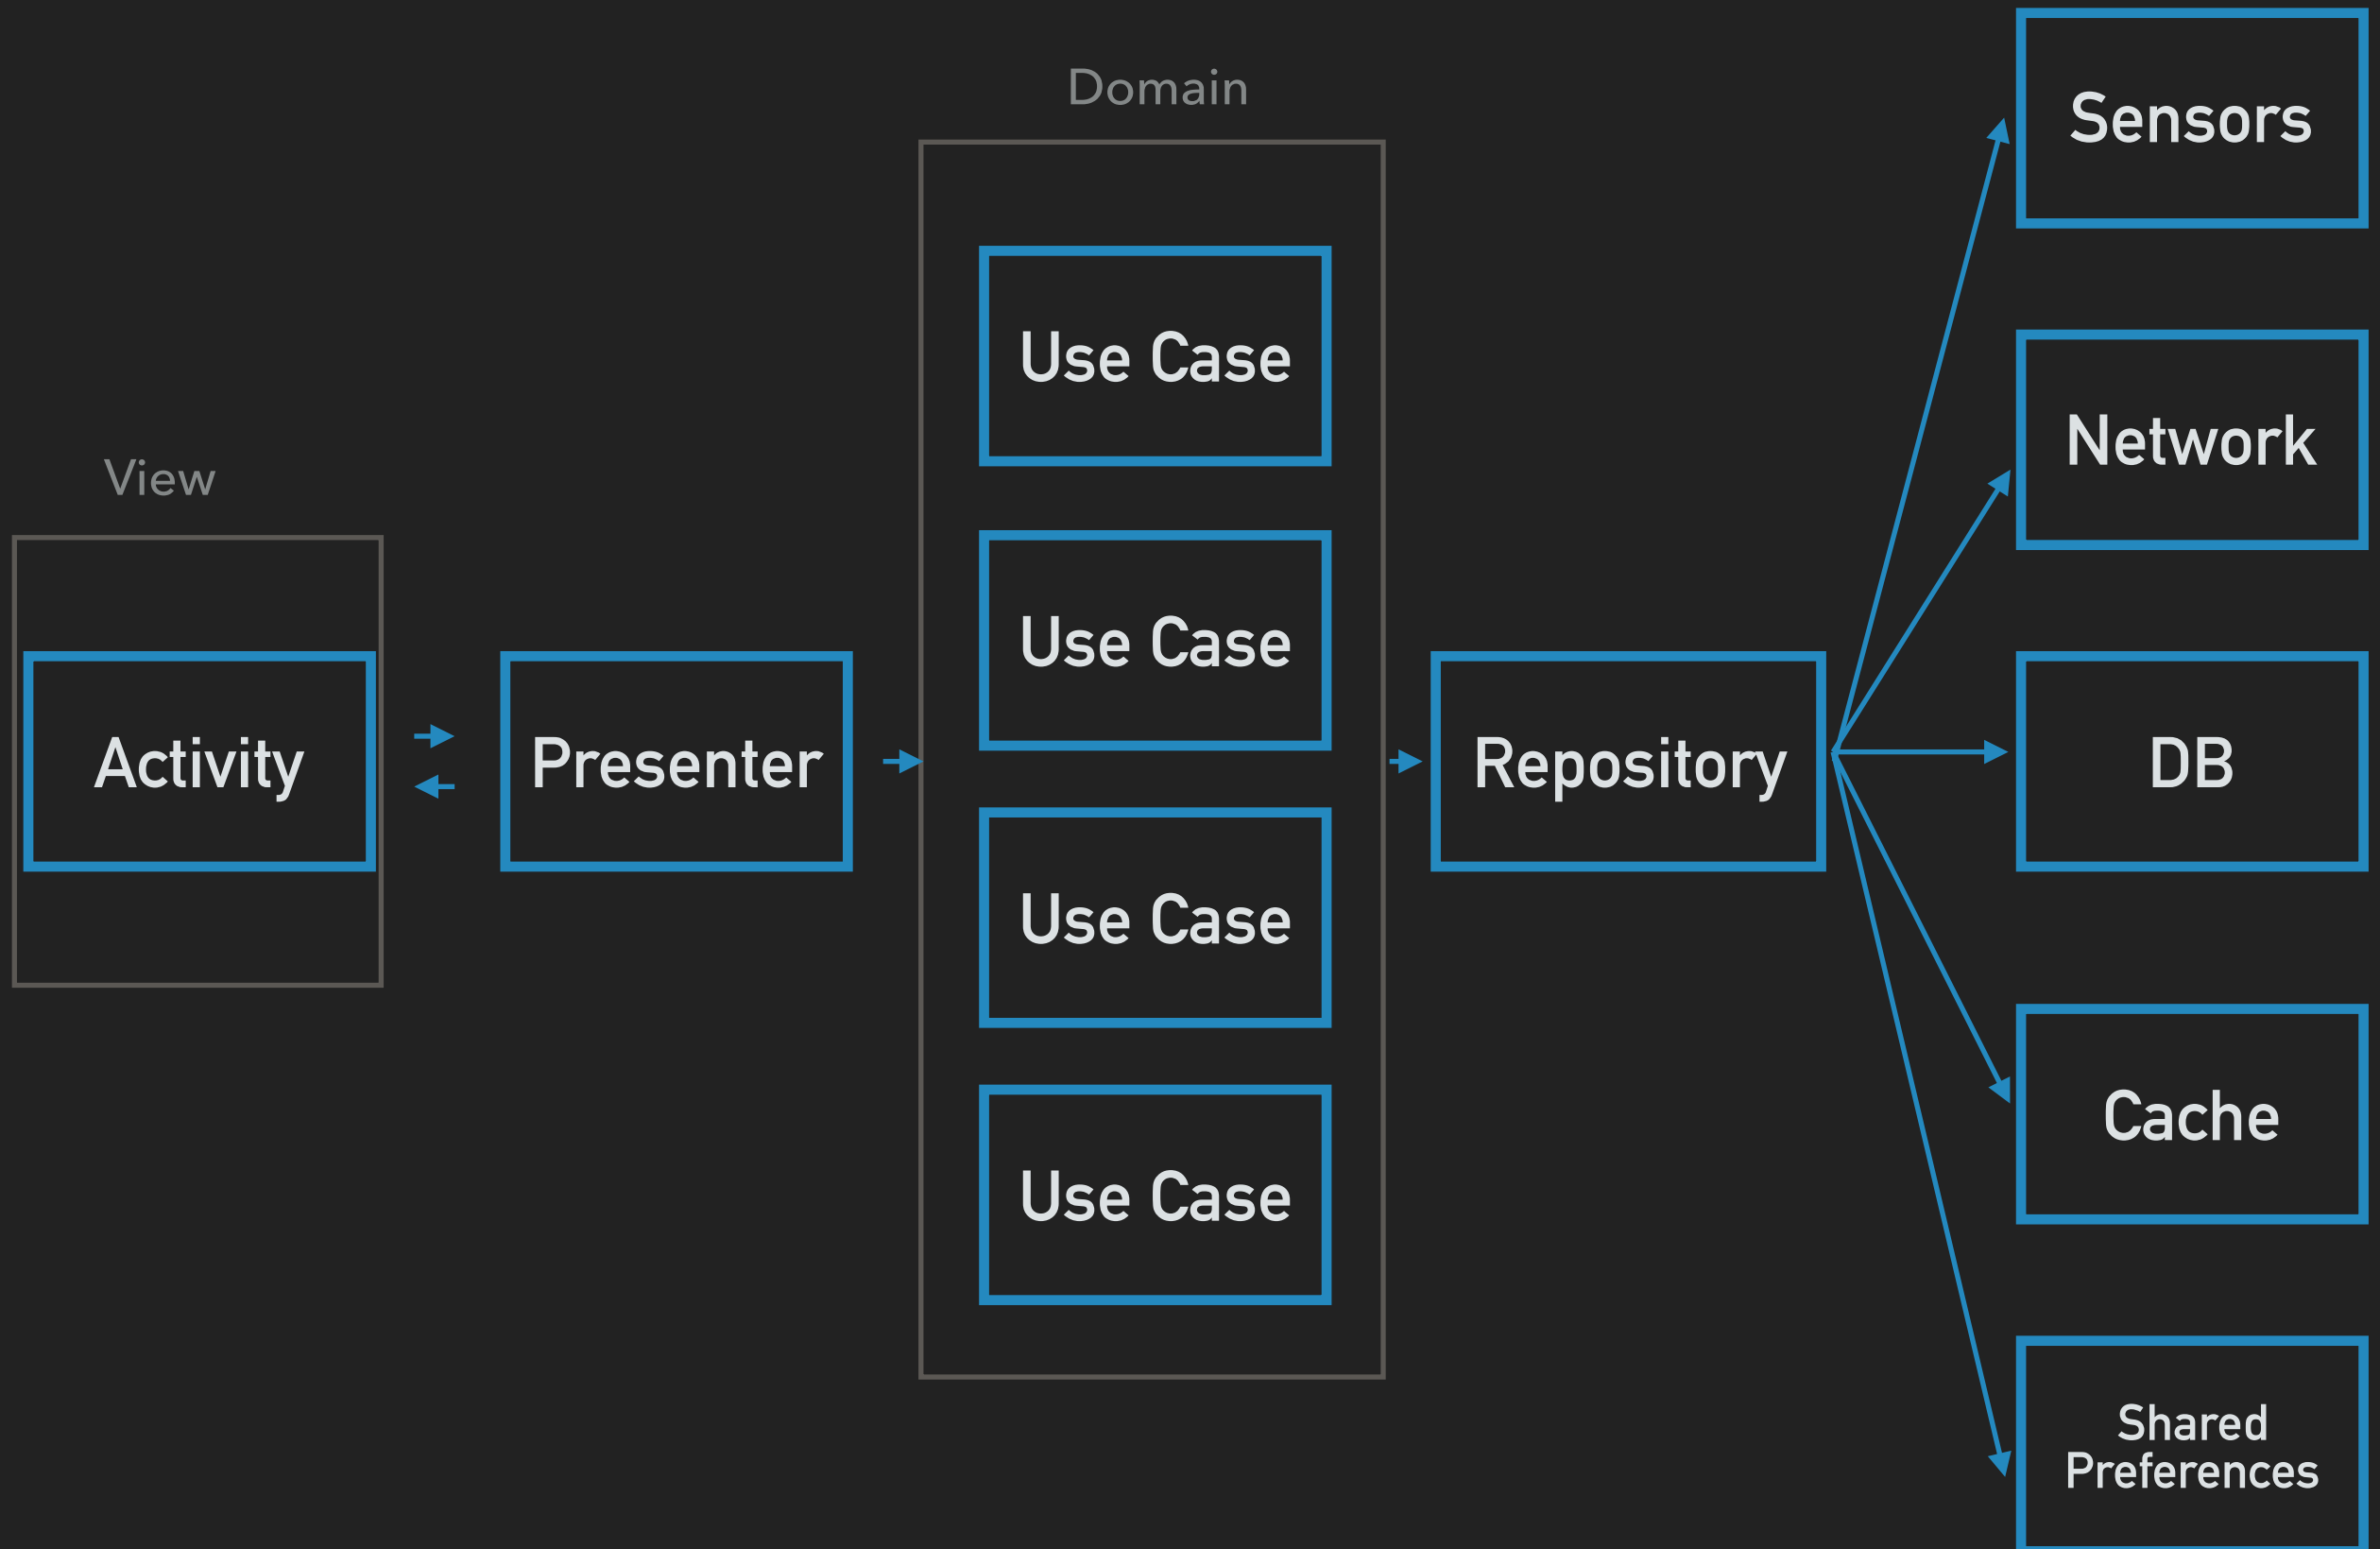 Domain
View
Activity
Presenter
Use Case
Use Case
Use Case
Use Case
Repository
Sensors
Network
DB
Cache
Shared
Preferences